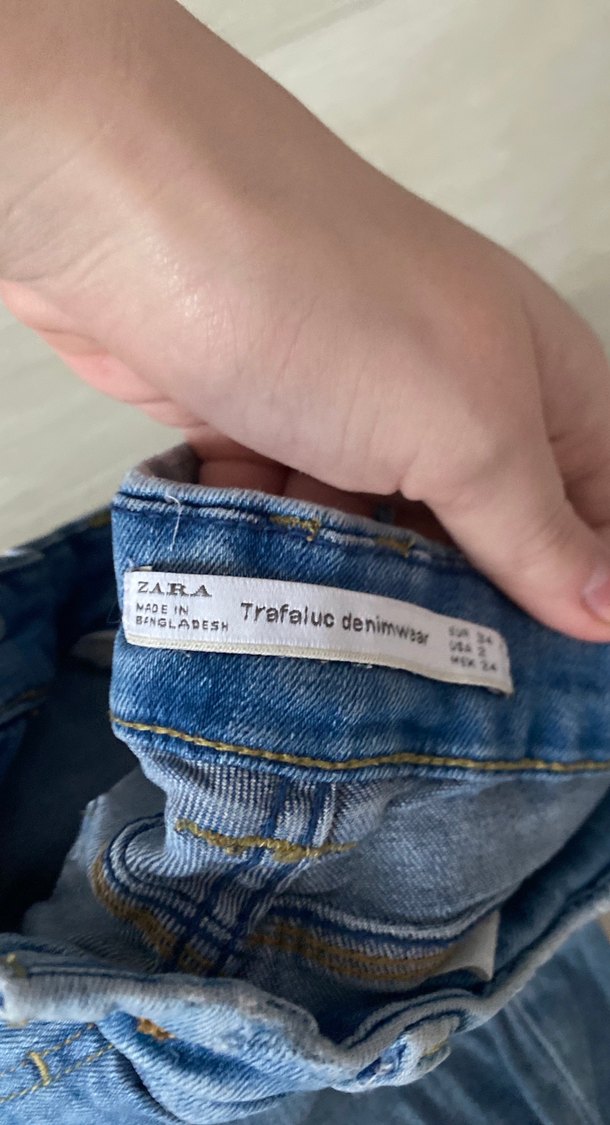 ZARA
MADE IN
BANGLADESH
Trafaluc denimwear
EUR 34
USA 2
MEX 24